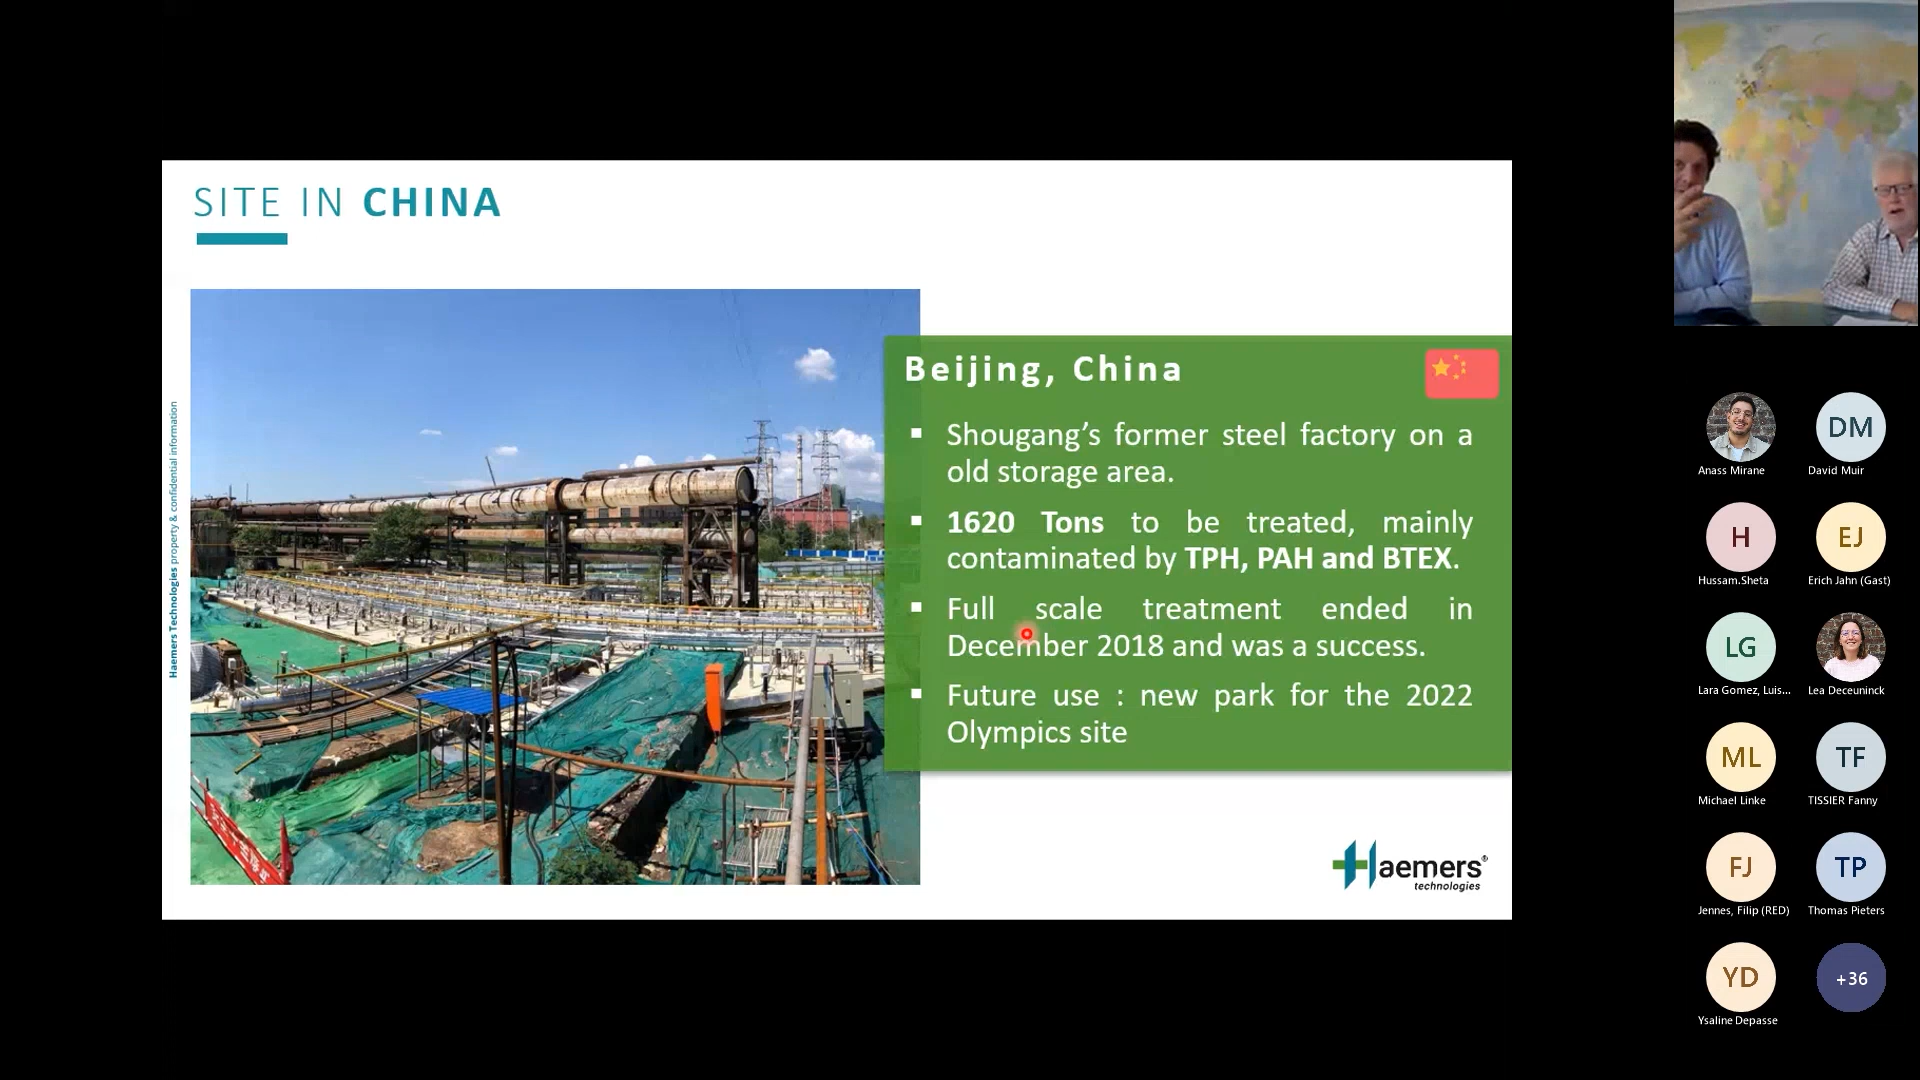 SITE IN CHINA
Haemers Technologies property & confidential information
Beijing, China
▪ Shougang’s former steel factory on a
old storage area.
▪ 1620 Tons to be treated, mainly
contaminated by TPH, PAH and BTEX.
▪ Full scale treatment ended in
December 2018 and was a success.
▪ Future use : new park for the 2022
Olympics site
Haemers®
technologies
DM
Anass Mirane
David Muir
H
EJ
Hussam.Sheta
Erich Jahn (Gast)
LG
Lara Gomez, Luis...
Lea Deceuninck
ML
TF
Michael Linke
TISSIER Fanny
FJ
TP
Jennes, Filip (RED)
Thomas Pieters
YD
+36
Ysaline Depasse